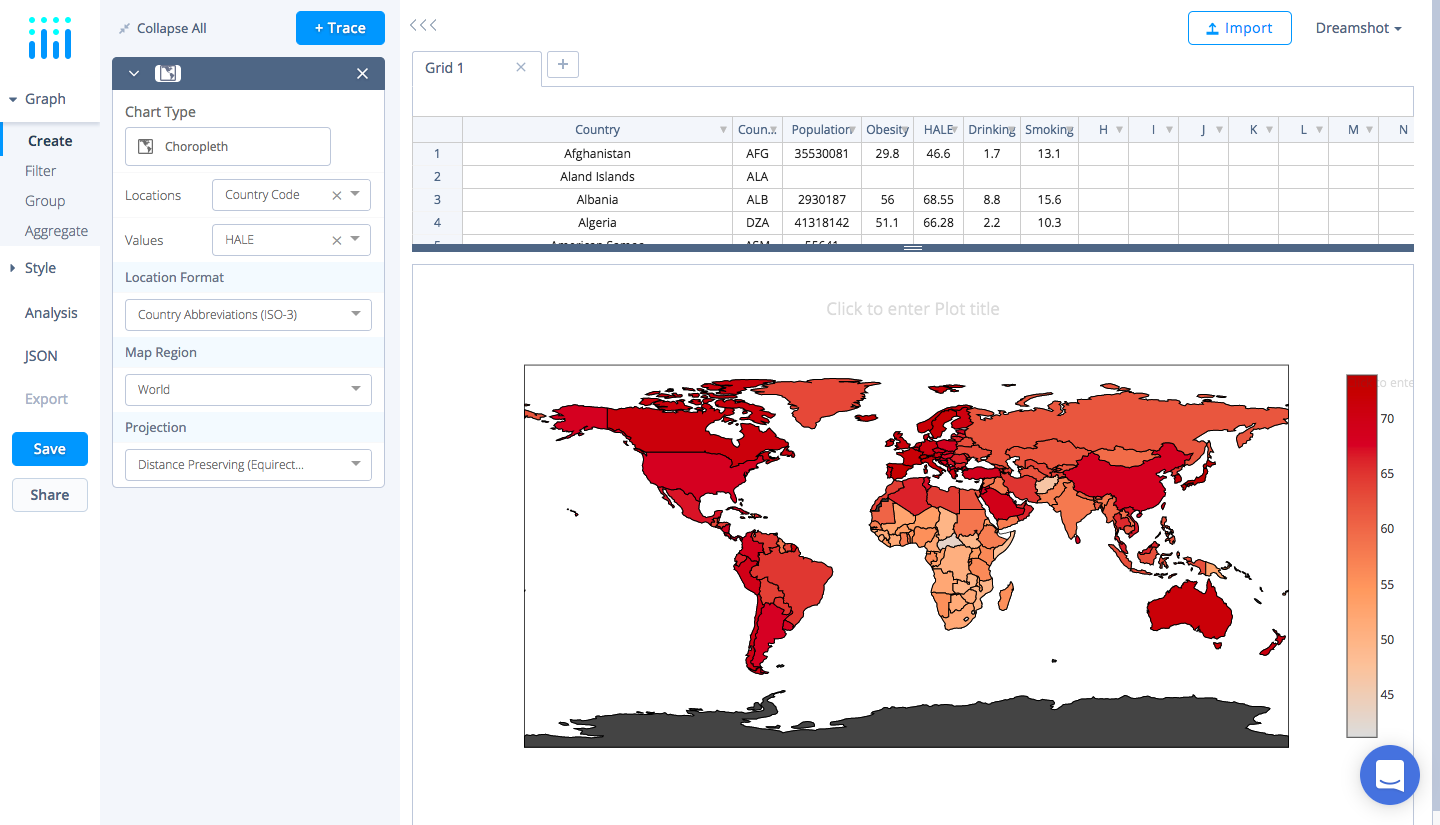 Collapse All
+ Trace
Import
Dreamshot
Graph
Create
Filter
Group
Aggregate
Style
Analysis
JSON
Export
Save
Share
Chart Type
Choropleth
Locations
Country Code
Values
HALE
Location Format
Country Abbreviations (ISO-3)
Map Region
World
Projection
Distance Preserving (Equirect...
Grid 1
Country Coun... Population Obesity HALE Drinking Smoking H I J K L M N
1 Afghanistan AFG 35530081 29.8 46.6 1.7 13.1
2 Aland Islands ALA
3 Albania ALB 2930187 56 68.55 8.8 15.6
4 Algeria DZA 41318142 51.1 66.28 2.2 10.3
Click to enter Plot title
to ente
70
65
60
55
50
45